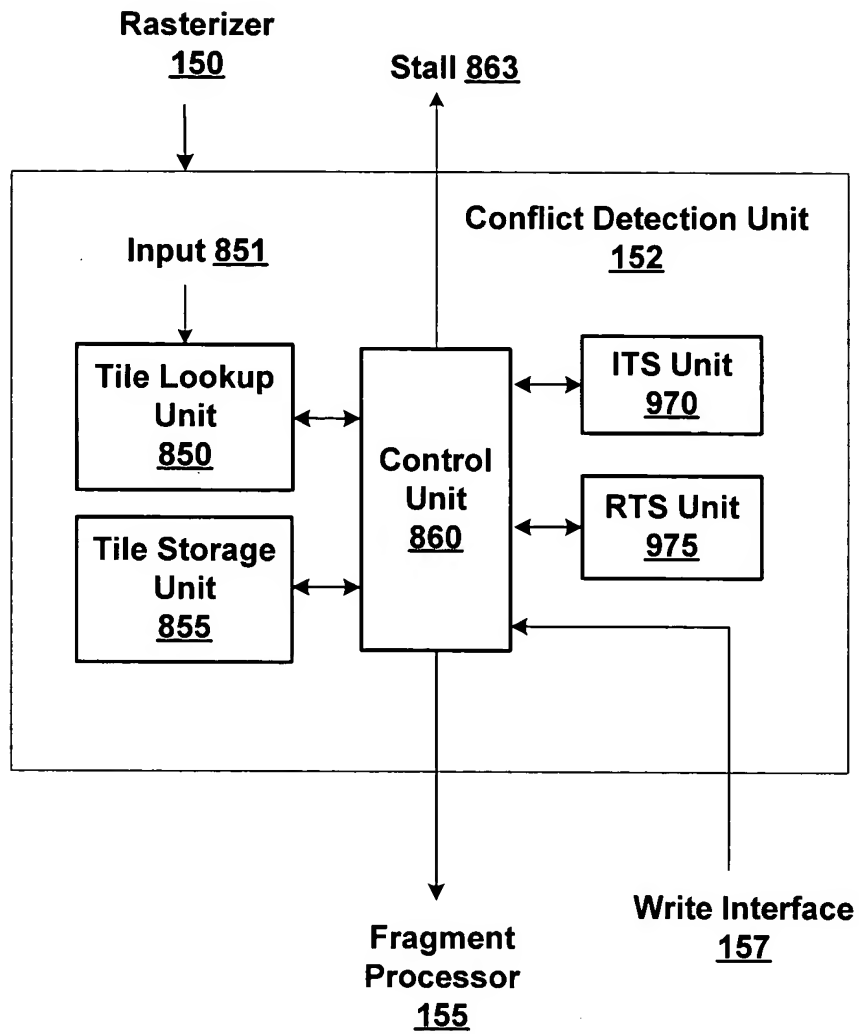 Rasterizer
150
Stall 863
Conflict Detection Unit
152
Input 851
Tile Lookup
Unit
850
ITS Unit
970
Control
Unit
860
RTS Unit
975
Tile Storage
Unit
855
Write Interface
157
Fragment
Processor
155